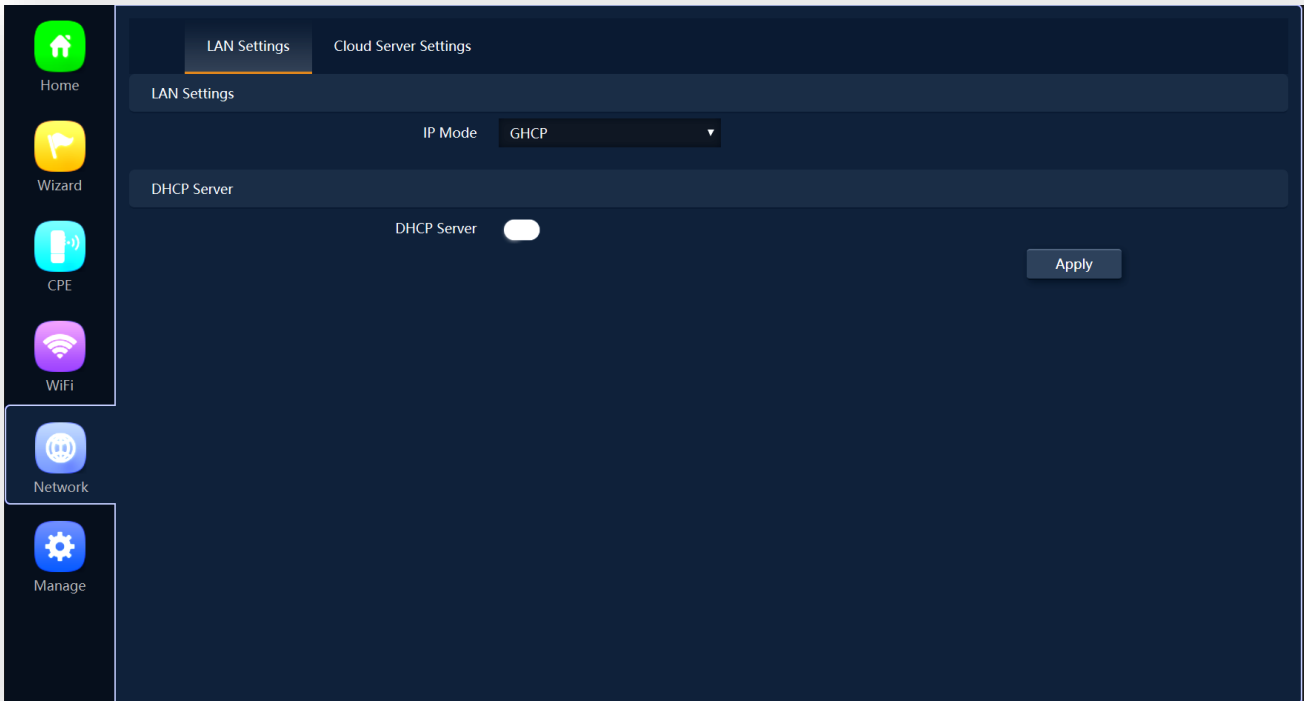 LAN Settings
Cloud Server Settings
LAN Settings
IP Mode
GHCP
DHCP Server
DHCP Server
Apply
Home
Wizard
CPE
WiFi
Network
Manage